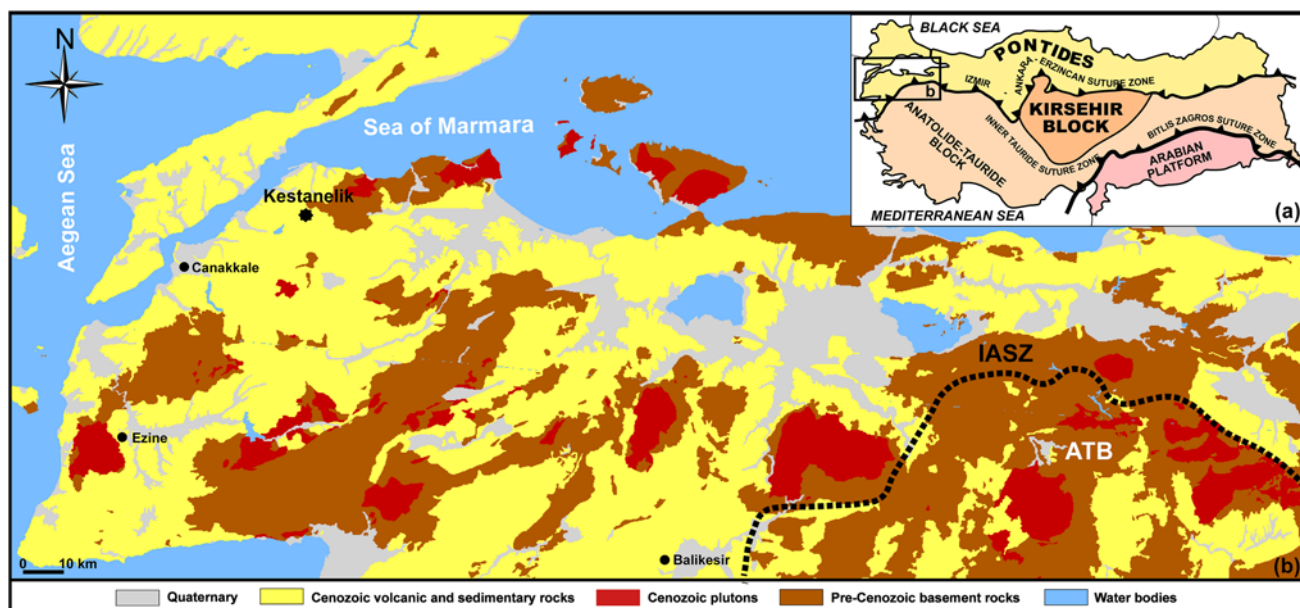 N
Aegean Sea
Sea of Marmara
Kestanelik
Canakkale
Ezine
Balikesir
IASZ
ATB
0 10 km
(b)
BLACK SEA
PONTIDES
IZMIR
ANKARA - ERZINCAN SUTURE ZONE
b
KIRSEHIR
BLOCK
ANATOLIDE-TAURIDE
BLOCK
INNER TAURIDE SUTURE ZONE
BITLIS ZAGROS SUTURE ZONE
ARABIAN
PLATFORM
MEDITERRANEAN SEA
(a)
Quaternary
Cenozoic volcanic and sedimentary rocks
Cenozoic plutons
Pre-Cenozoic basement rocks
Water bodies